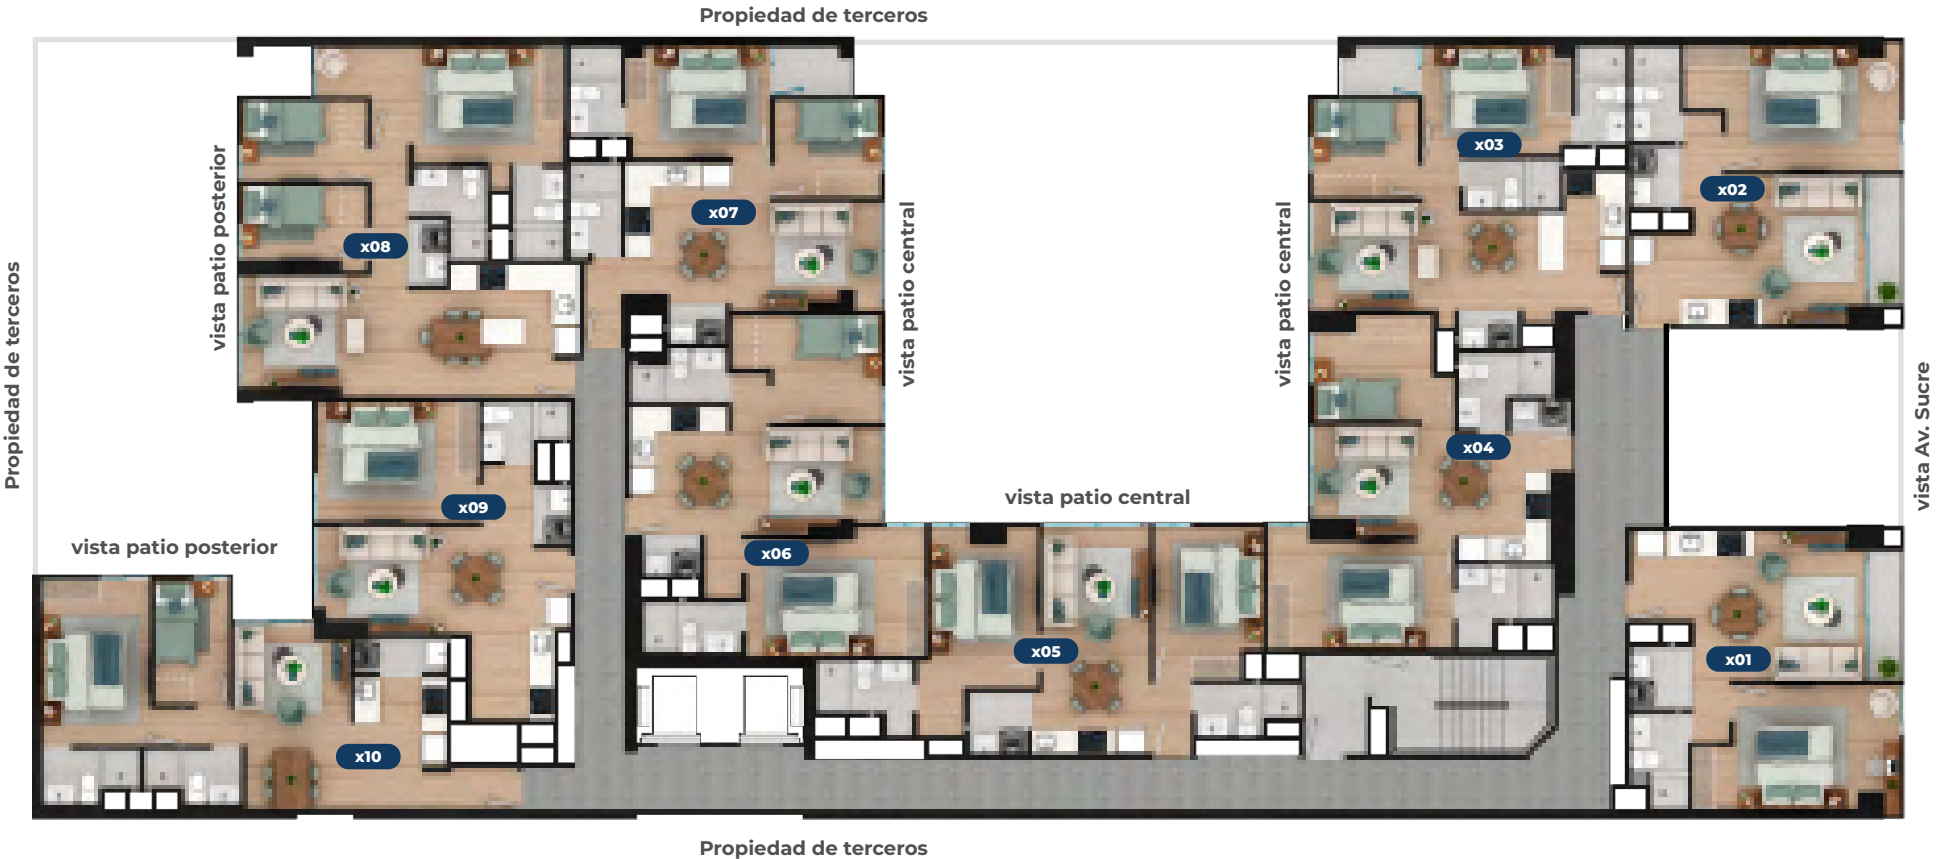 Propiedad de terceros
x03
x02
vista patio posterior
x07
x08
vista patio central
vista patio central
Propiedad de terceros
vista Av. Sucre
x04
vista patio central
x09
vista patio posterior
x06
x05
x01
x10
Propiedad de terceros